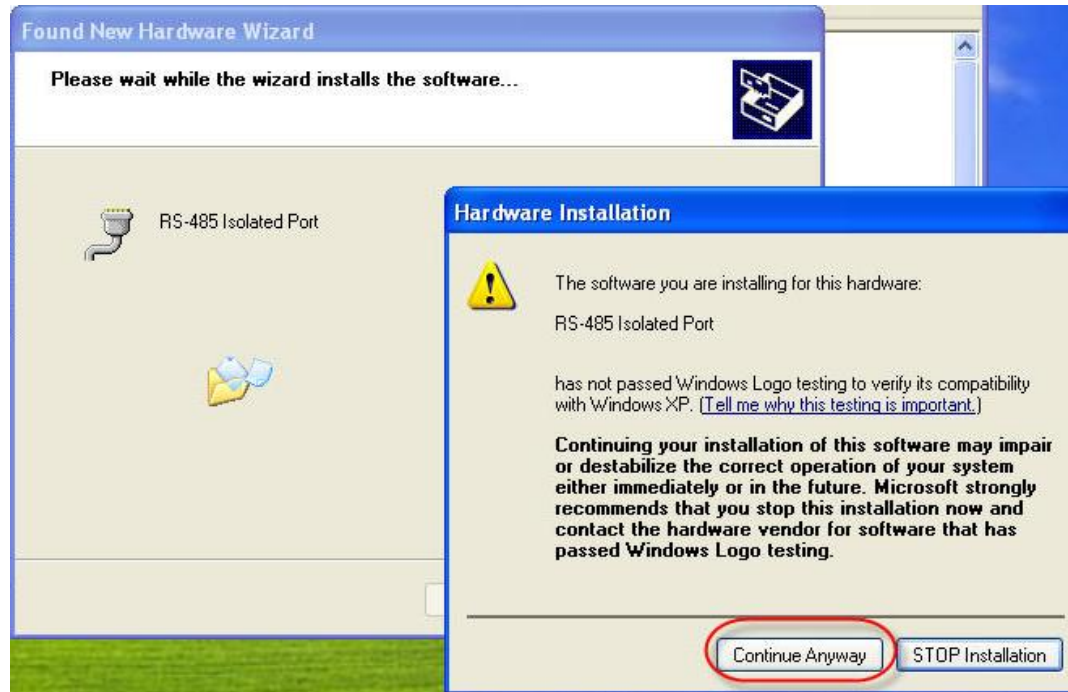 Found New Hardware Wizard
Please wait while the wizard installs the software...
RS-485 Isolated Port
Hardware Installation
The software you are installing for this hardware:
RS-485 Isolated Port
has not passed Windows Logo testing to verify its compatibility
with Windows XP. (Tell me why this testing is important.)
Continuing your installation of this software may impair
or destabilize the correct operation of your system
either immediately or in the future. Microsoft strongly
recommends that you stop this installation now and
contact the hardware vendor for software that has
passed Windows Logo testing.
Continue Anyway
STOP Installation